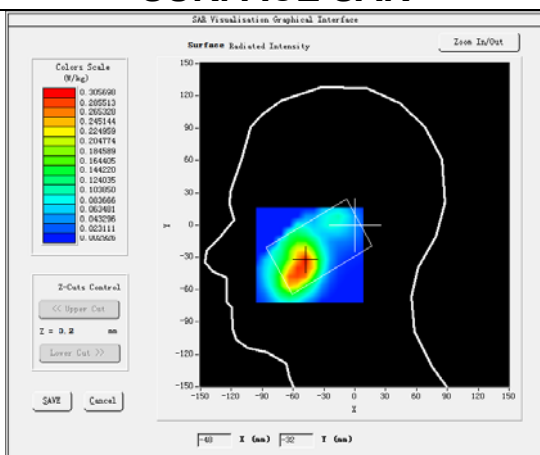 SAR Visualisation Graphical Interface
Surface Radiated Intensity
Zoom In/Out
Colors Scale
(W/kg)
0.305698
0.285513
0.265328
0.245144
0.224959
0.204774
0.184589
0.164405
0.144220
0.124035
0.103850
0.083666
0.063481
0.043296
0.023111
0.002926
Z-Cuts Control
<< Upper Cut
Z = 3.2 mm
Lower Cut >>
SAVE
Cancel
150
120
90
60
30
0
-30
-60
-90
-120
-150
Y
-150 -120 -90 -60 -30 0 30 60 90 120 150
X
-48 X (mm) -32 Y (mm)